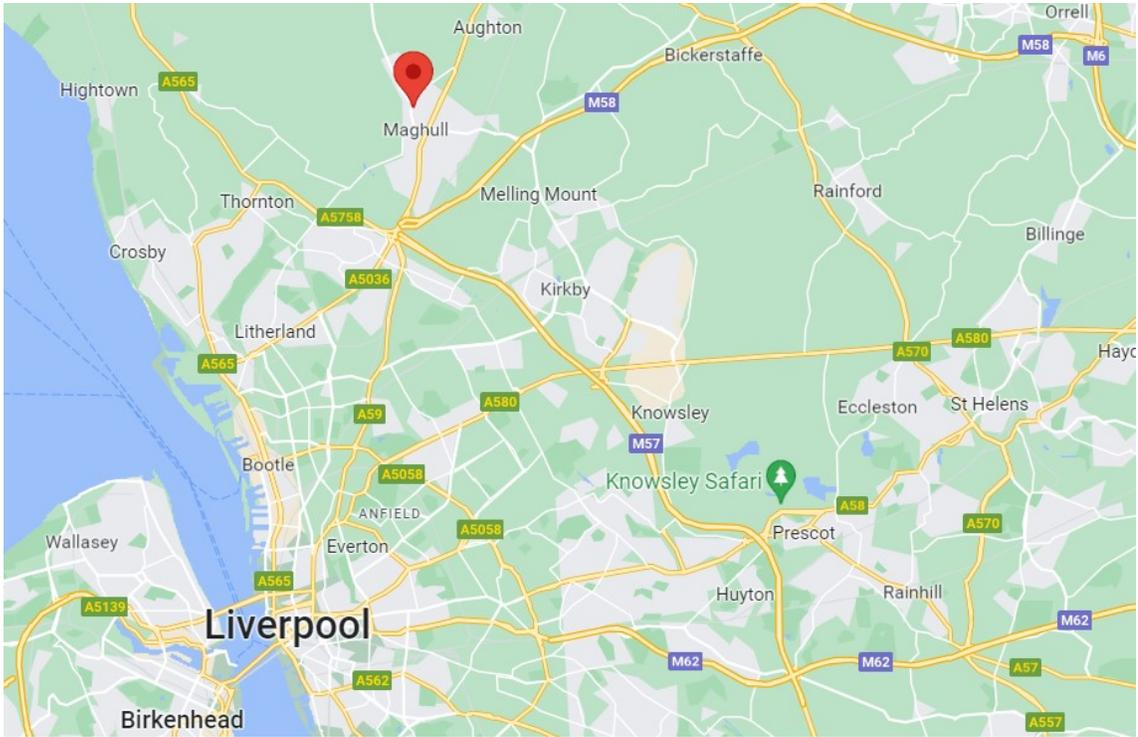 Orrell
Aughton
M58
Bickerstaffe
M6
A565
Hightown
M58
Maghull
Rainford
Melling Mount
Thornton
A5758
Billinge
Crosby
A5036
Kirkby
Litherland
A580
A570
Hayd
A565
A580
Eccleston
St Helens
A59
Knowsley
M57
Bootle
A5058
Knowsley Safari
A58
ANFIELD
A570
A5058
Prescot
Wallasey
Everton
A565
Rainhill
Huyton
A5139
M62
Liverpool
M62
M62
A57
A562
Birkenhead
A557